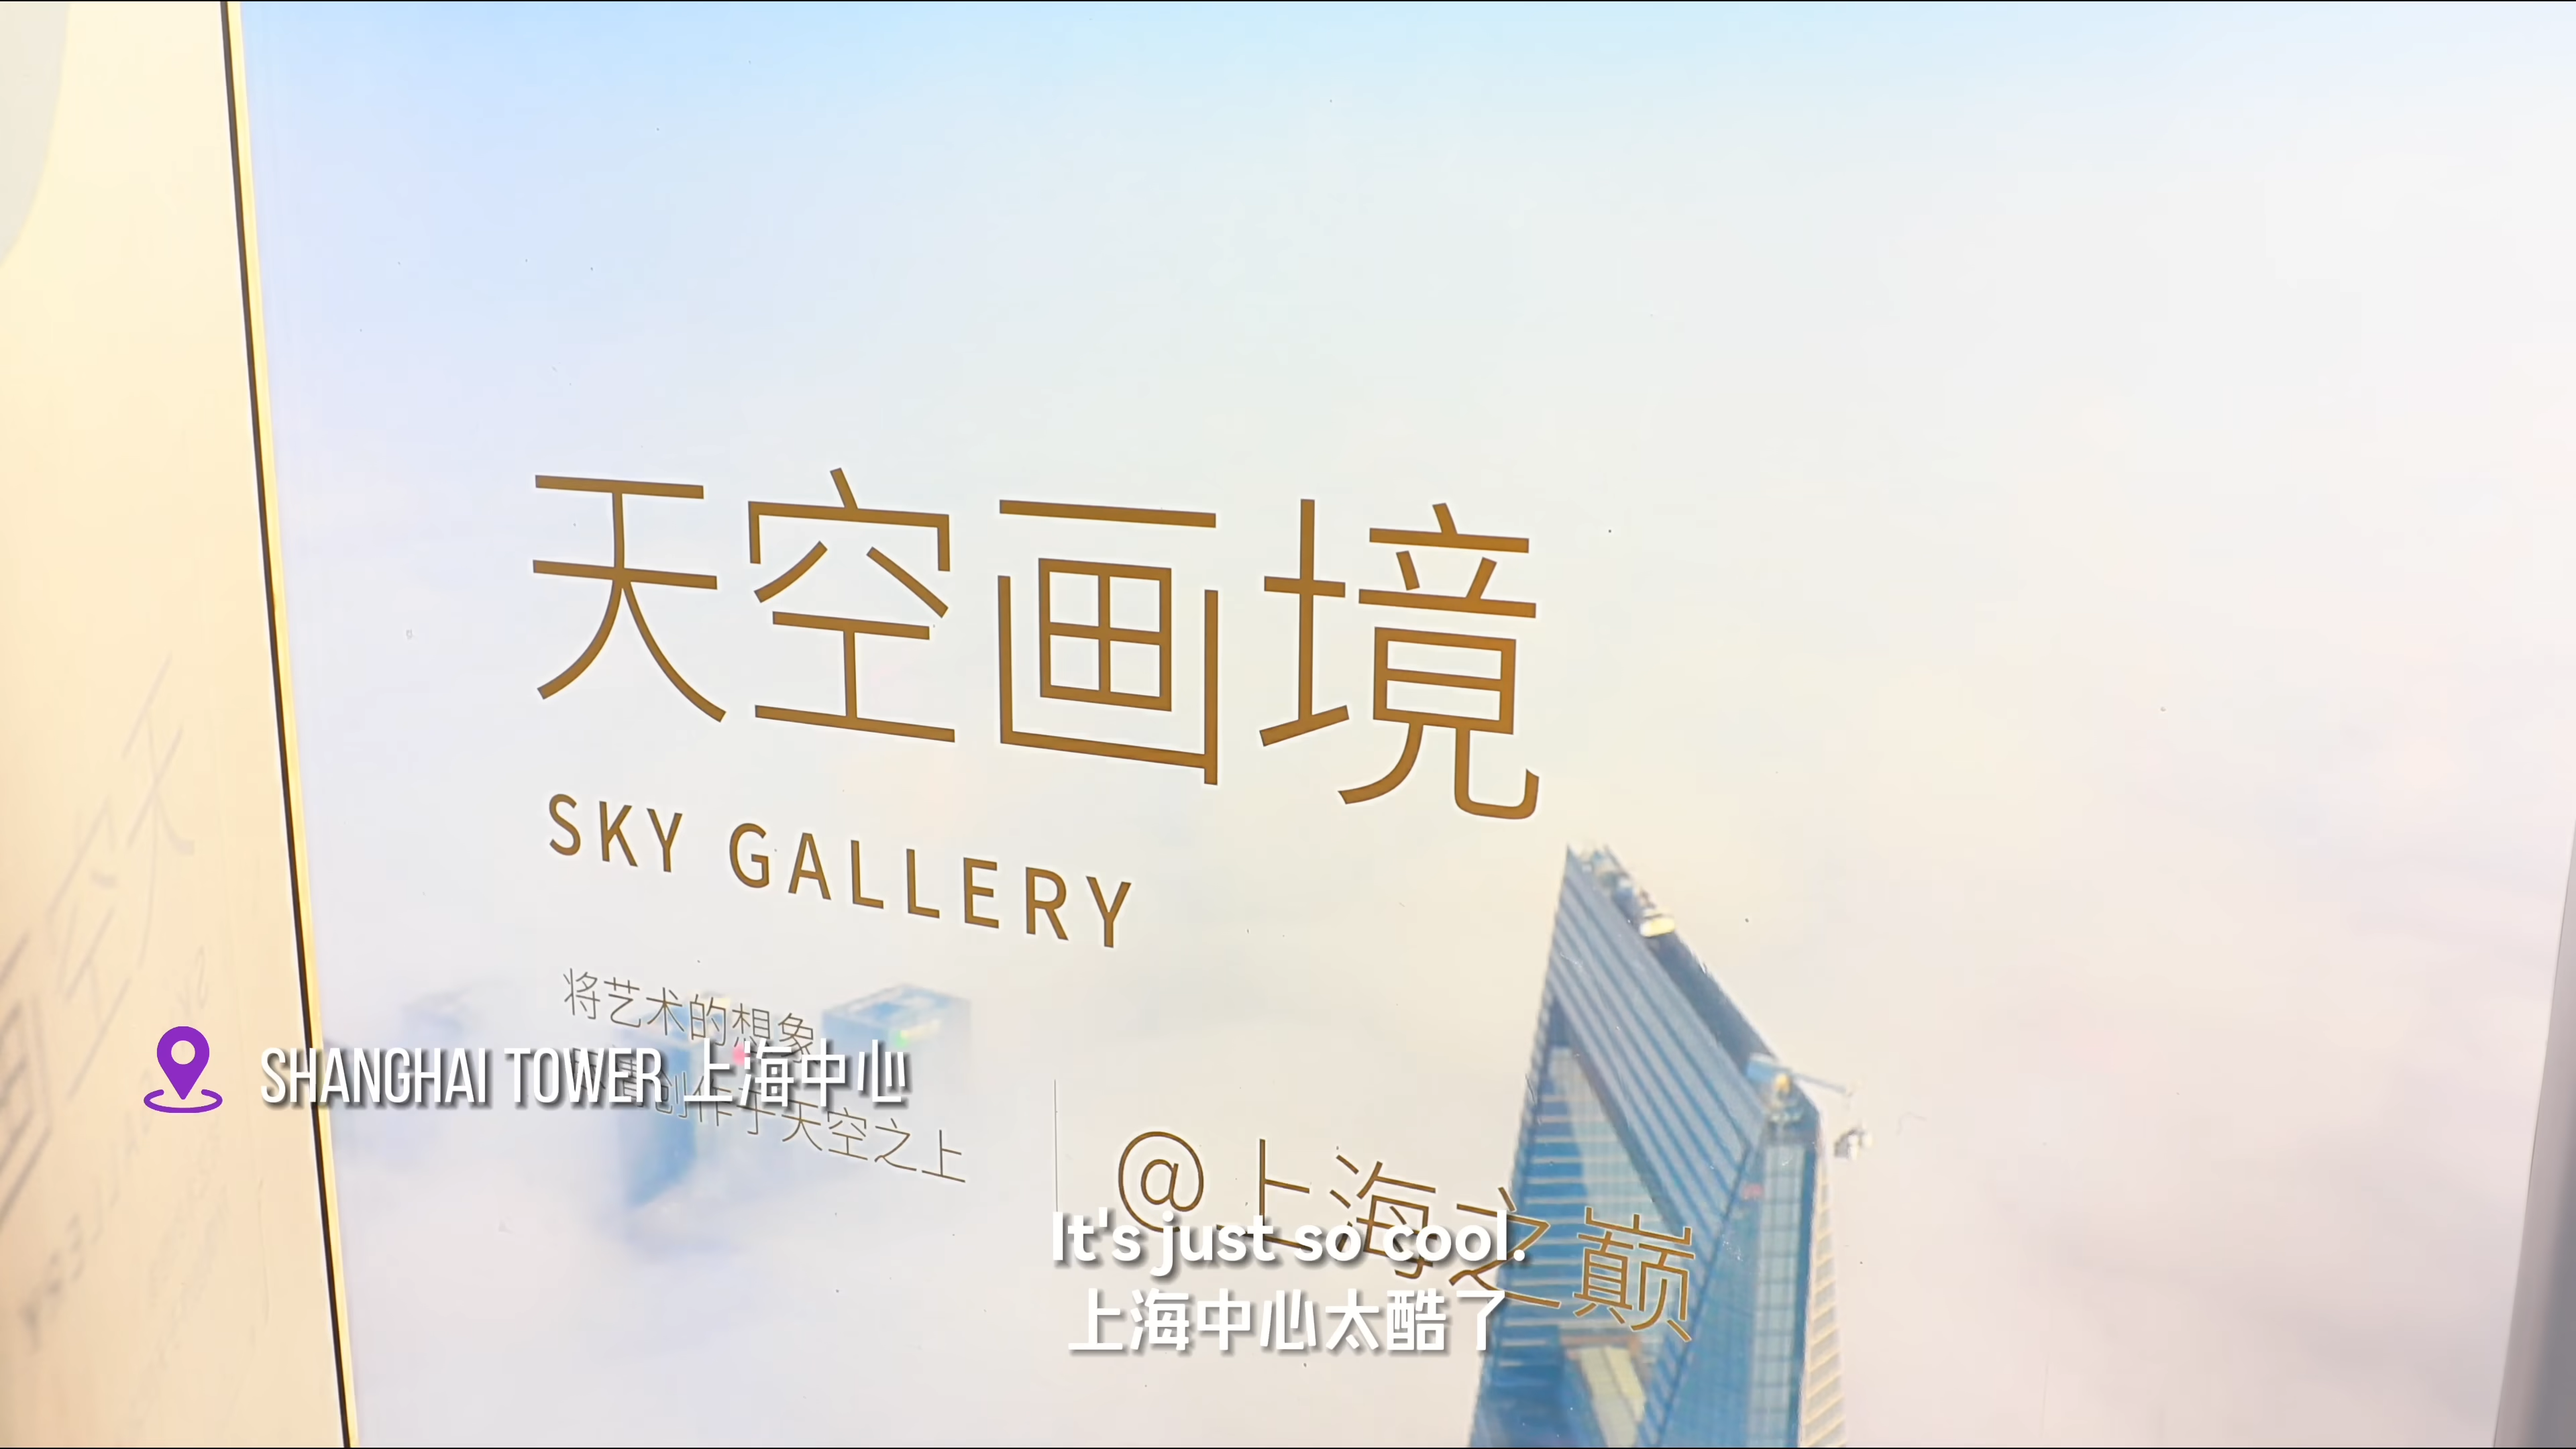 天空画境
SKY GALLERY
将艺术的想象
创作于天空之上
SHANGHAI TOWER 上海中心
@上海之巅
It's just so cool.
上海中心太酷了